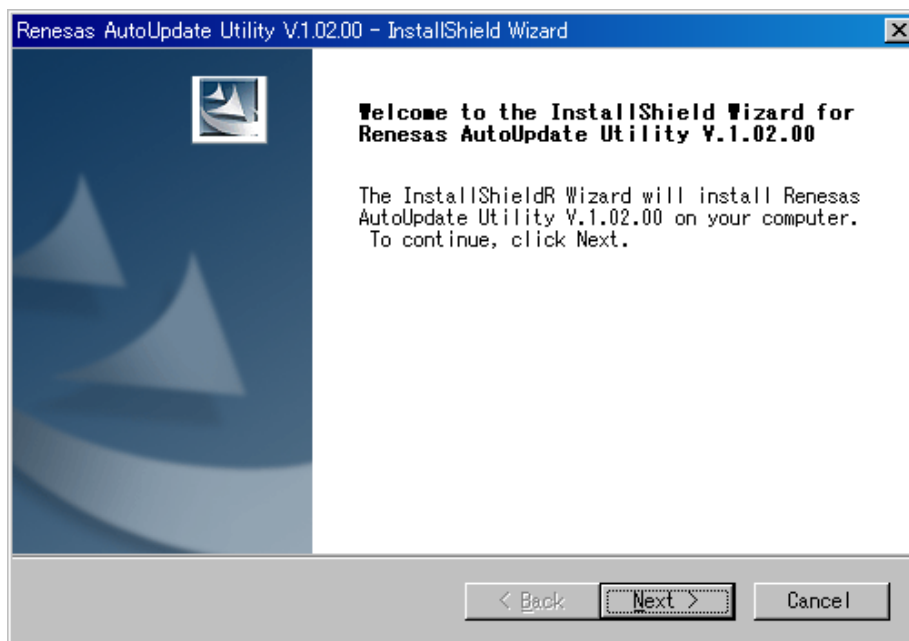 Renesas AutoUpdate Utility V.1.02.00 - InstallShield Wizard
Welcome to the InstallShield Wizard for
Renesas AutoUpdate Utility V.1.02.00
The InstallShieldR Wizard will install Renesas
AutoUpdate Utility V.1.02.00 on your computer.
To continue, click Next.
< Back
Next >
Cancel